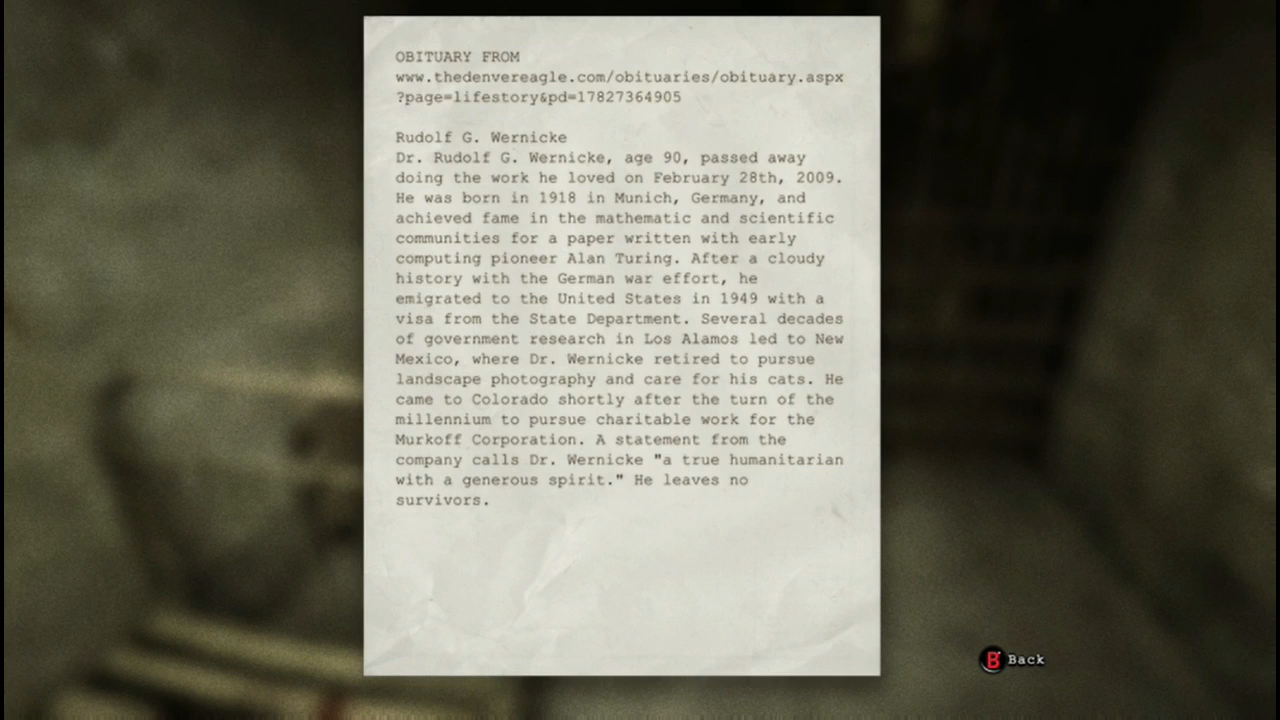 OBITUARY FROM
www.thedenvereagle.com/obituaries/obituary.aspx
?page=lifestory&pd=17827364905
Rudolf G. Wernicke
Dr. Rudolf G. Wernicke, age 90, passed away
doing the work he loved on February 28th, 2009.
He was born in 1918 in Munich, Germany, and
achieved fame in the mathematic and scientific
communities for a paper written with early
computing pioneer Alan Turing. After a cloudy
history with the German war effort, he
emigrated to the United States in 1949 with a
visa from the State Department. Several decades
of government research in Los Alamos led to New
Mexico, where Dr. Wernicke retired to pursue
landscape photography and care for his cats. He
came to Colorado shortly after the turn of the
millennium to pursue charitable work for the
Murkoff Corporation. A statement from the
company calls Dr. Wernicke "a true humanitarian
with a generous spirit." He leaves no
survivors.
B Back